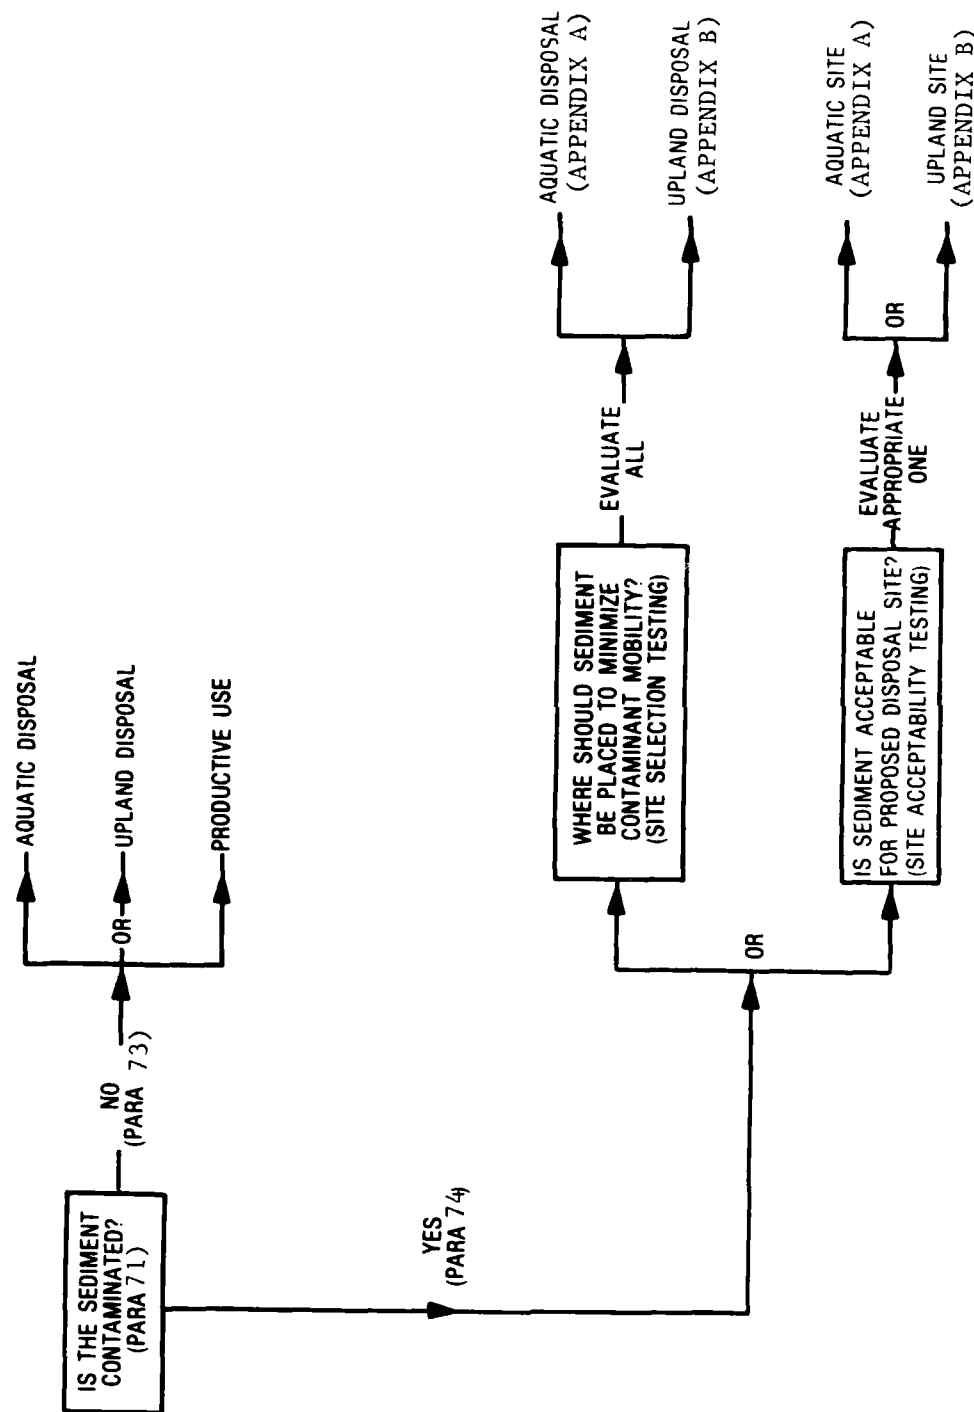 IS THE SEDIMENT
CONTAMINATED?
(PARA 71)
NO
(PARA 73)
OR
AQUATIC DISPOSAL
UPLAND DISPOSAL
PRODUCTIVE USE
YES
(PARA 74)
OR
WHERE SHOULD SEDIMENT
BE PLACED TO MINIMIZE
CONTAMINANT MOBILITY?
(SITE SELECTION TESTING)
EVALUATE
ALL
AQUATIC DISPOSAL
(APPENDIX A)
UPLAND DISPOSAL
(APPENDIX B)
IS SEDIMENT ACCEPTABLE
FOR PROPOSED DISPOSAL SITE?
(SITE ACCEPTABILITY TESTING)
EVALUATE
APPROPRIATE
ONE
OR
AQUATIC SITE
(APPENDIX A)
UPLAND SITE
(APPENDIX B)